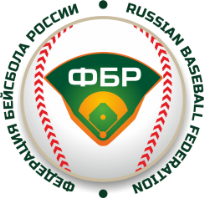 ФЕДЕРАЦИЯ БЕЙСБОЛА РОССИИ
RUSSIAN BASEBALL FEDERATION
ФБР